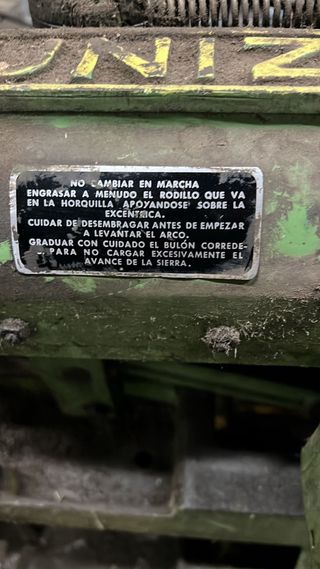 UNIZ
NO CAMBIAR EN MARCHA
ENGRASAR A MENUDO EL RODILLO QUE VA
EN LA HORQUILLA APOYANDOSE SOBRE LA
EXCENTRICA.
CUIDAR DE DESEMBRAGAR ANTES DE EMPEZAR
A LEVANTAR EL ARCO.
GRADUAR CON CUIDADO EL BULÓN CORREDE-
PARA NO CARGAR EXCESIVAMENTE EL
AVANCE DE LA SIERRA.